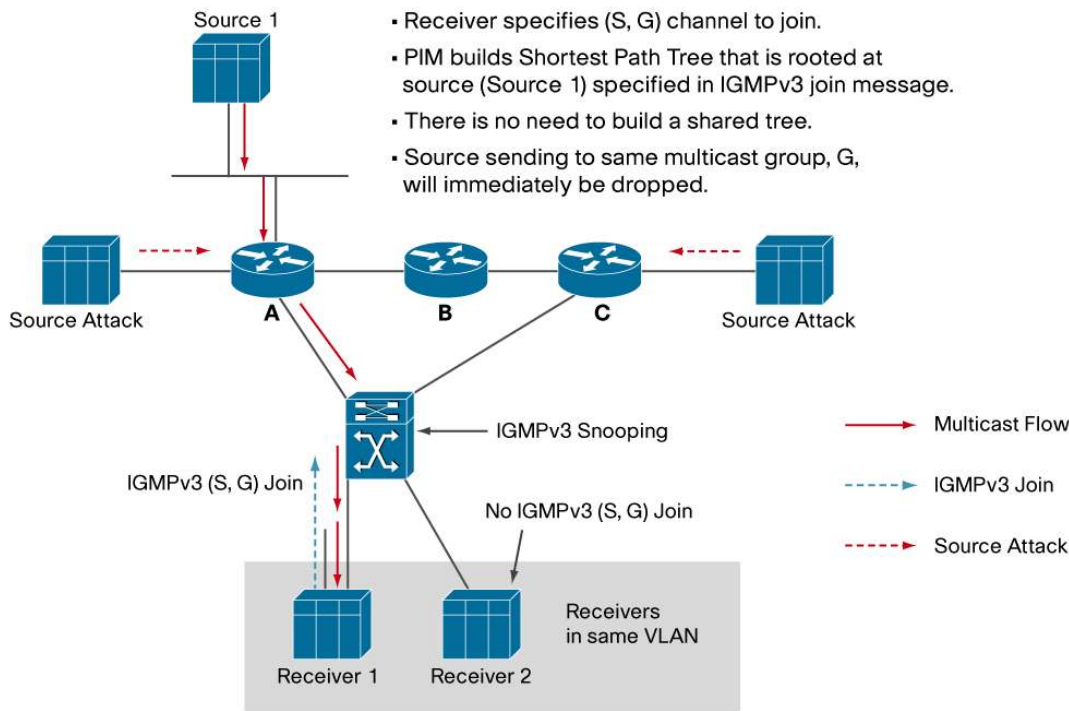 Source 1
▪ Receiver specifies (S, G) channel to join.
▪ PIM builds Shortest Path Tree that is rooted at
source (Source 1) specified in IGMPv3 join message.
▪ There is no need to build a shared tree.
▪ Source sending to same multicast group, G,
will immediately be dropped.
Source Attack
A
B
C
Source Attack
IGMPv3 Snooping
Multicast Flow
IGMPv3 (S, G) Join
IGMPv3 Join
No IGMPv3 (S, G) Join
Source Attack
Receivers
in same VLAN
Receiver 1
Receiver 2